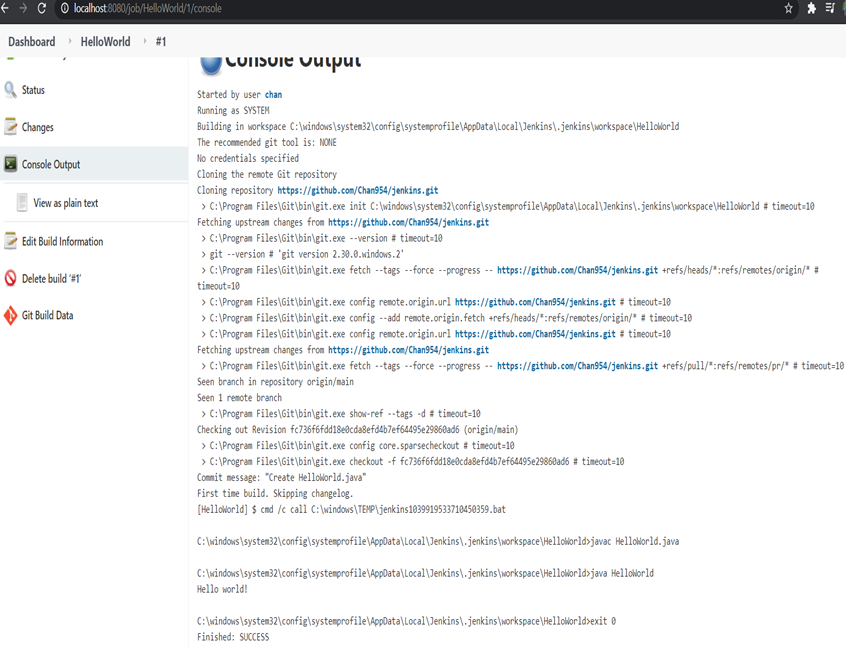 localhost:8080/job/HelloWorld/1/console
Dashboard
HelloWorld
#1
Status
Changes
Console Output
View as plain text
Edit Build Information
Delete build '#1'
Git Build Data
Console Output
Started by user chan
Running as SYSTEM
Building in workspace C:\windows\system32\config\systemprofile\AppData\Local\Jenkins\.jenkins\workspace\HelloWorld
The recommended git tool is: NONE
No credentials specified
Cloning the remote Git repository
Cloning repository https://github.com/Chan954/jenkins.git
> C:\Program Files\Git\bin\git.exe init C:\windows\system32\config\systemprofile\AppData\Local\Jenkins\.jenkins\workspace\HelloWorld # timeout=10
Fetching upstream changes from https://github.com/Chan954/jenkins.git
> C:\Program Files\Git\bin\git.exe --version # timeout=10
> git --version # 'git version 2.30.0.windows.2'
> C:\Program Files\Git\bin\git.exe fetch --tags --force --progress -- https://github.com/Chan954/jenkins.git +refs/heads/*:refs/remotes/origin/* #
timeout=10
> C:\Program Files\Git\bin\git.exe config remote.origin.url https://github.com/Chan954/jenkins.git # timeout=10
> C:\Program Files\Git\bin\git.exe config --add remote.origin.fetch +refs/heads/*:refs/remotes/origin/* # timeout=10
> C:\Program Files\Git\bin\git.exe config remote.origin.url https://github.com/Chan954/jenkins.git # timeout=10
Fetching upstream changes from https://github.com/Chan954/jenkins.git
> C:\Program Files\Git\bin\git.exe fetch --tags --force --progress -- https://github.com/Chan954/jenkins.git +refs/pull/*:refs/remotes/pr/* # timeout=10
Seen branch in repository origin/main
Seen 1 remote branch
> C:\Program Files\Git\bin\git.exe show-ref --tags -d # timeout=10
Checking out Revision fc736f6fdd18e0cda8efd4b7ef64495e29860ad6 (origin/main)
> C:\Program Files\Git\bin\git.exe config core.sparsecheckout # timeout=10
> C:\Program Files\Git\bin\git.exe checkout -f fc736f6fdd18e0cda8efd4b7ef64495e29860ad6 # timeout=10
Commit message: "Create HelloWorld.java"
First time build. Skipping changelog.
[HelloWorld] $ cmd /c call C:\windows\TEMP\jenkins1039919533710450359.bat
C:\windows\system32\config\systemprofile\AppData\Local\Jenkins\.jenkins\workspace\HelloWorld>javac HelloWorld.java
C:\windows\system32\config\systemprofile\AppData\Local\Jenkins\.jenkins\workspace\HelloWorld>java HelloWorld
Hello world!
C:\windows\system32\config\systemprofile\AppData\Local\Jenkins\.jenkins\workspace\HelloWorld>exit 0
Finished: SUCCESS